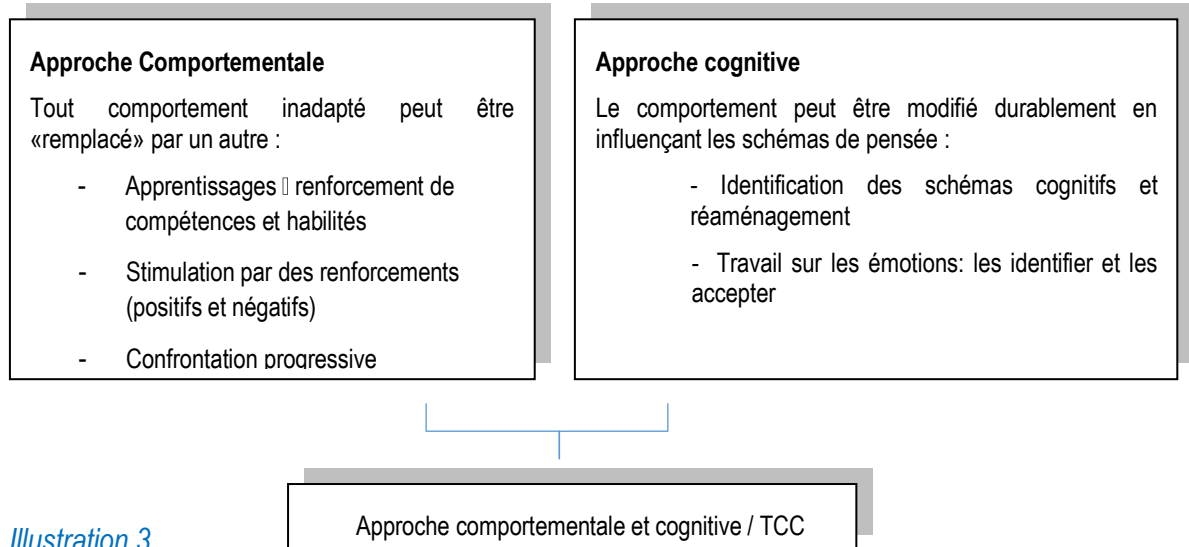 Approche Comportementale
Tout comportement inadapté peut être
«remplacé» par un autre :
- Apprentissages ▯ renforcement de
compétences et habilités
- Stimulation par des renforcements
(positifs et négatifs)
- Confrontation progressive
Approche cognitive
Le comportement peut être modifié durablement en
influençant les schémas de pensée :
- Identification des schémas cognitifs et
réaménagement
- Travail sur les émotions: les identifier et les
accepter
Approche comportementale et cognitive / TCC
Illustration 3